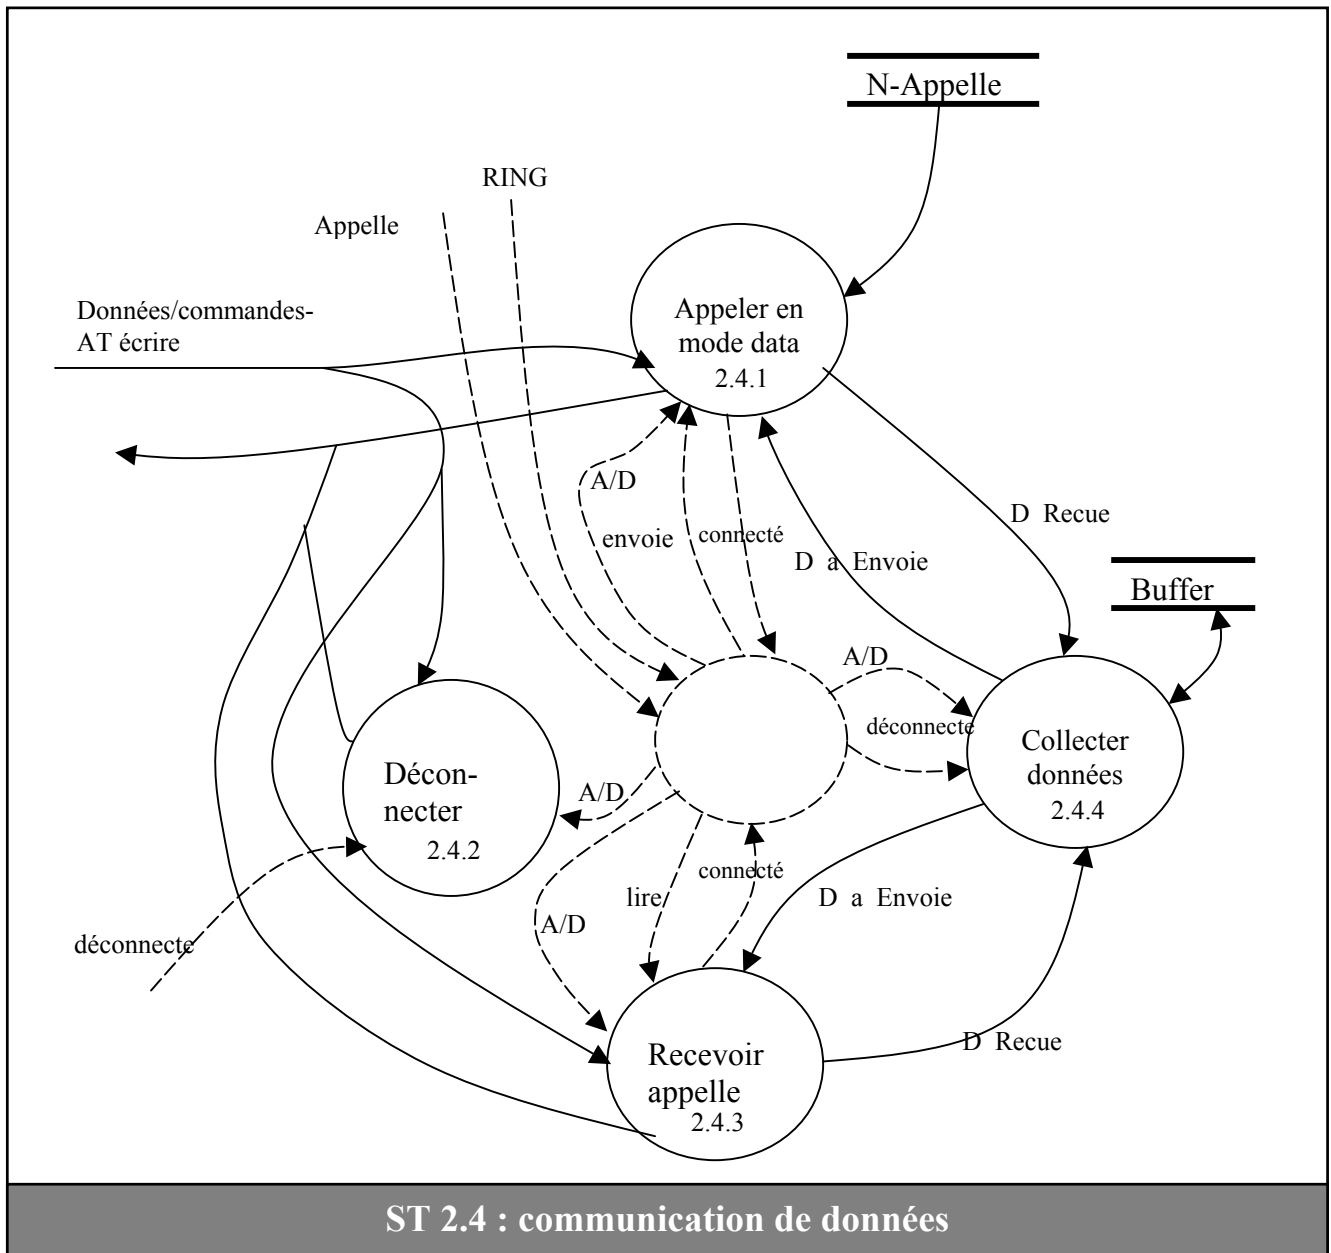 N-Appelle
RING
Appelle
Données/commandes-
AT écrire
Appeler en
mode data
2.4.1
A/D
envoie
connecté
D a Envoie
D Recue
Buffer
A/D
déconnecte
Collecter
données
2.4.4
Décon-
necter
2.4.2
A/D
A/D
lire
connecté
D a Envoie
déconnecte
Recevoir
appelle
2.4.3
D Recue
ST 2.4 : communication de données